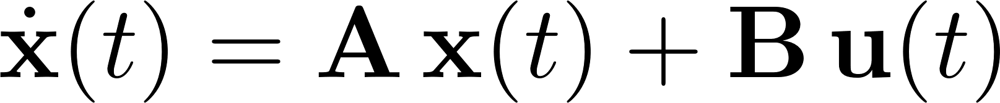 ẋ(t) = A x(t) + B u(t)